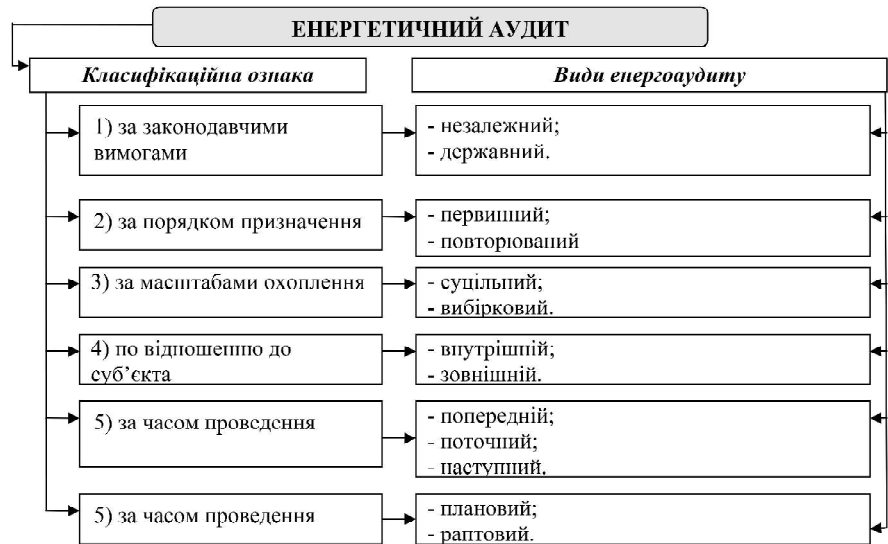 ЕНЕРГЕТИЧНИЙ АУДИТ
Класифікаційна ознака
Види енергоаудиту
1) за законодавчими
вимогами
- незалежний;
- державний.
2) за порядком призначення
- первинний;
- повторюваний
3) за масштабами охоплення
- суцільний;
- вибірковий.
4) по відношенню до
суб’єкта
- внутрішній;
- зовнішній.
5) за часом проведення
- попередній;
- поточний;
- наступний.
5) за часом проведення
- плановий;
- раптовий.